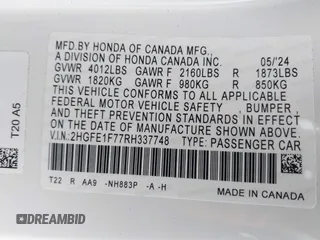 MFD.BY HONDA OF CANADA MFG.,
A DIVISION OF HONDA CANADA INC. 05/'24
GVWR 4012LBS GAWR F 2160LBS R 1873LBS
GVWR 1820KG GAWR F 980KG R 850KG
THIS VEHICLE CONFORMS TO ALL APPLICABLE
FEDERAL MOTOR VEHICLE SAFETY, BUMPER,
AND THEFT PREVENTION STANDARDS IN EFFECT
ON THE DATE OF MANUFACTURE SHOWN ABOVE.
V.I.N: 2HGFE1F77RH337748 TYPE: PASSENGER CAR
T22 R AA9 -NH883P -A -H
MADE IN CANADA
T20 A5
DREAMBID